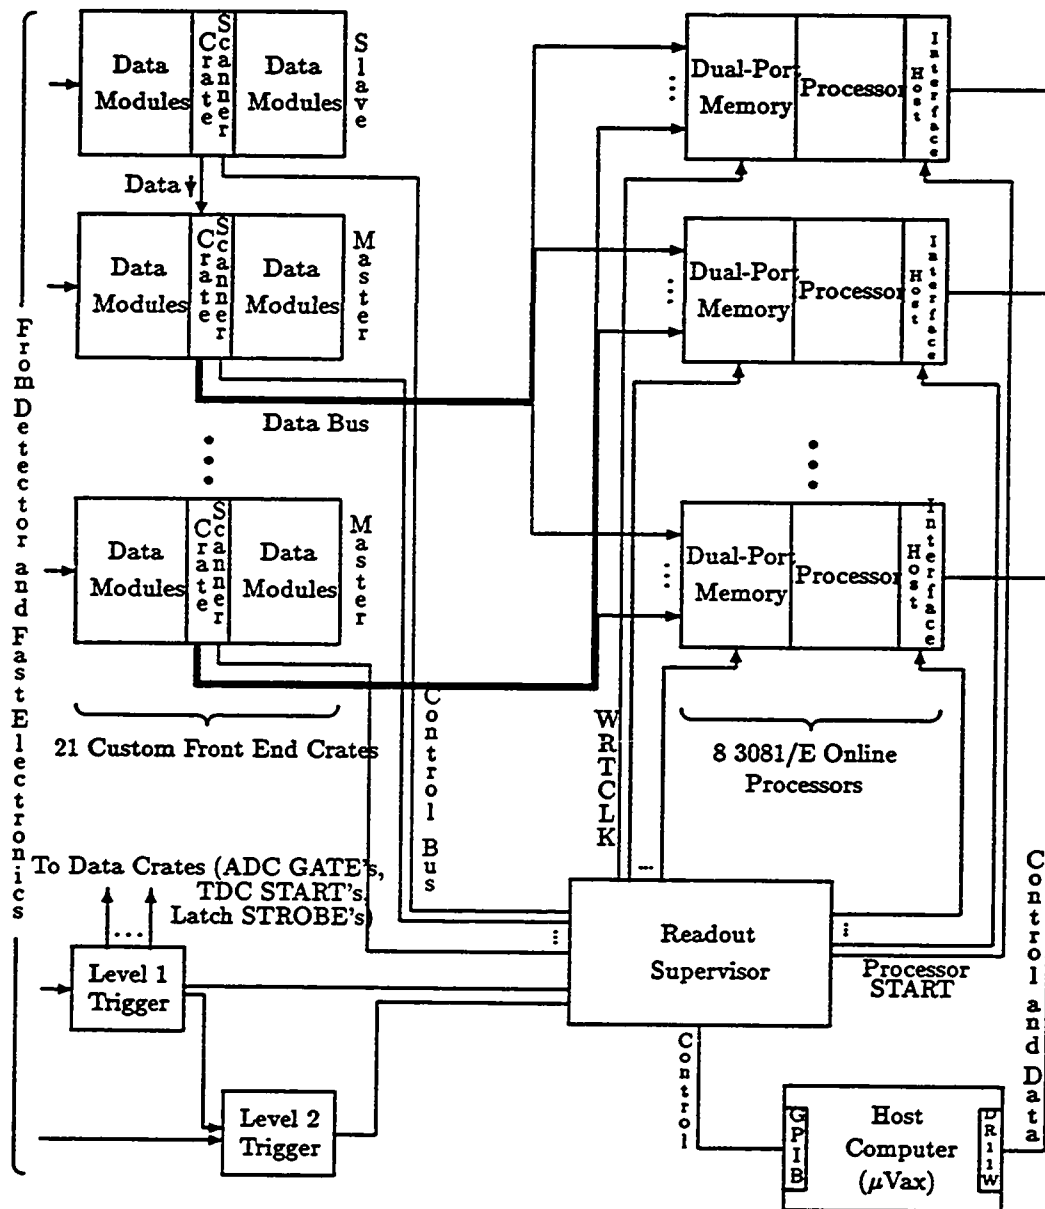 From Detector and Fast Electronics
Data
Modules
Crate
Scanner
Data
Modules
Slave
Data
Data
Modules
Crate
Scanner
Data
Modules
Master
Data Bus
Data
Modules
Crate
Scanner
Data
Modules
Master
21 Custom Front End Crates
Control Bus
Dual-Port
Memory
Processor
Host
Interface
Dual-Port
Memory
Processor
Host
Interface
Dual-Port
Memory
Processor
Host
Interface
8 3081/E Online
Processors
WRTCLK
To Data Crates (ADC GATE's,
TDC START's,
Latch STROBE's)
Level 1
Trigger
Level 2
Trigger
Readout
Supervisor
Processor
START
Control
Control and Data
GPIB
Host
Computer
(μVax)
DR11W